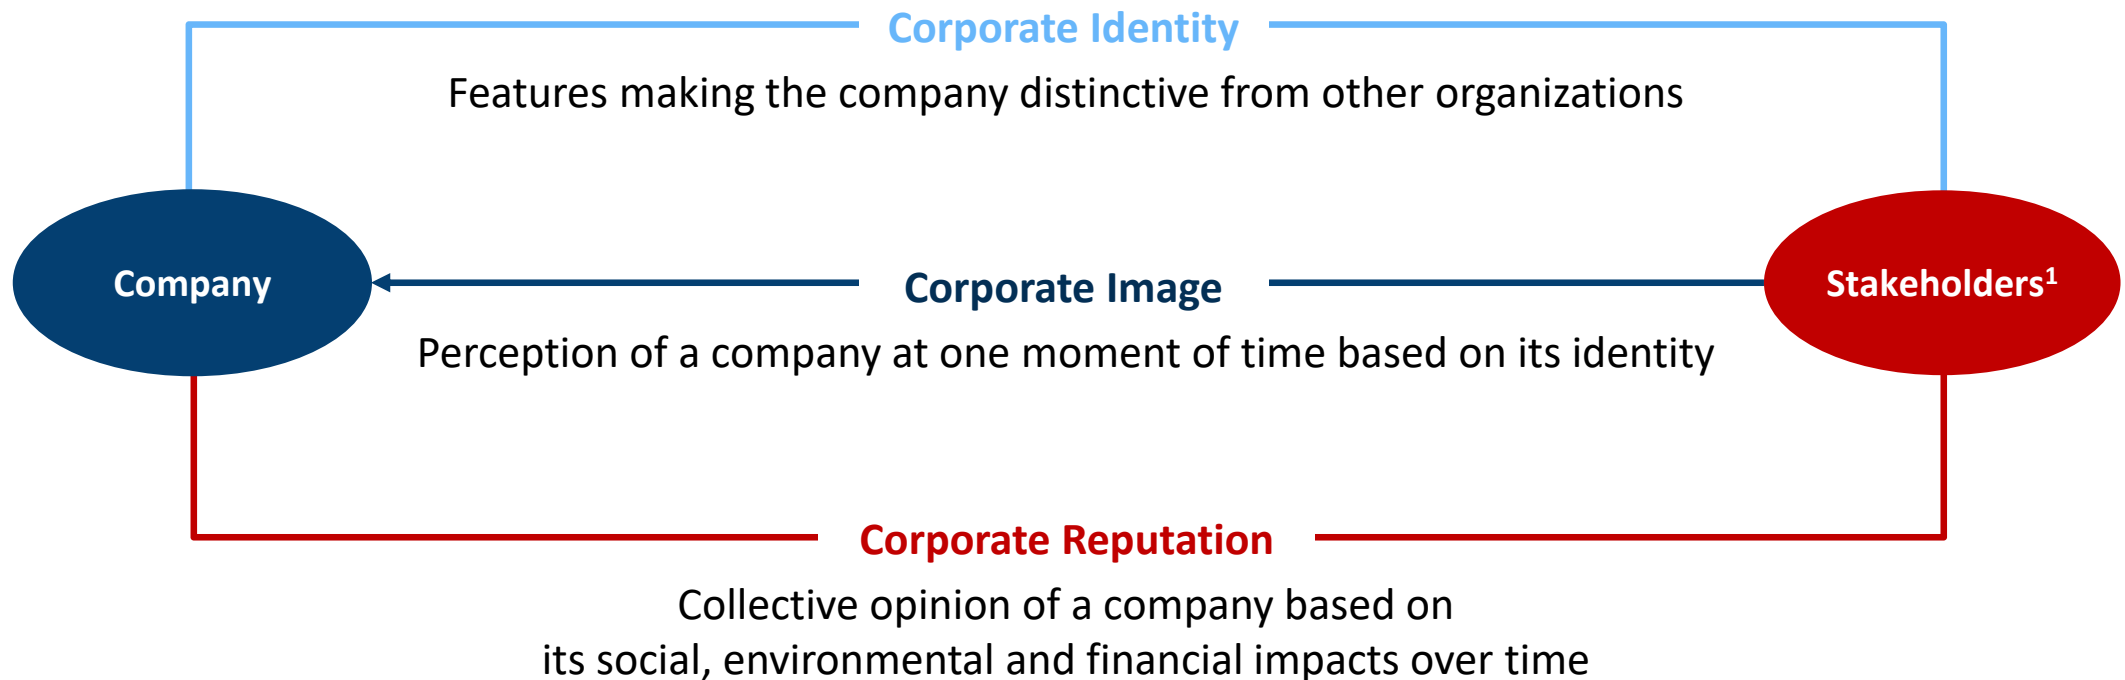 Corporate Identity
Features making the company distinctive from other organizations
Company
Corporate Image
Stakeholders¹
Perception of a company at one moment of time based on its identity
Corporate Reputation
Collective opinion of a company based on
its social, environmental and financial impacts over time